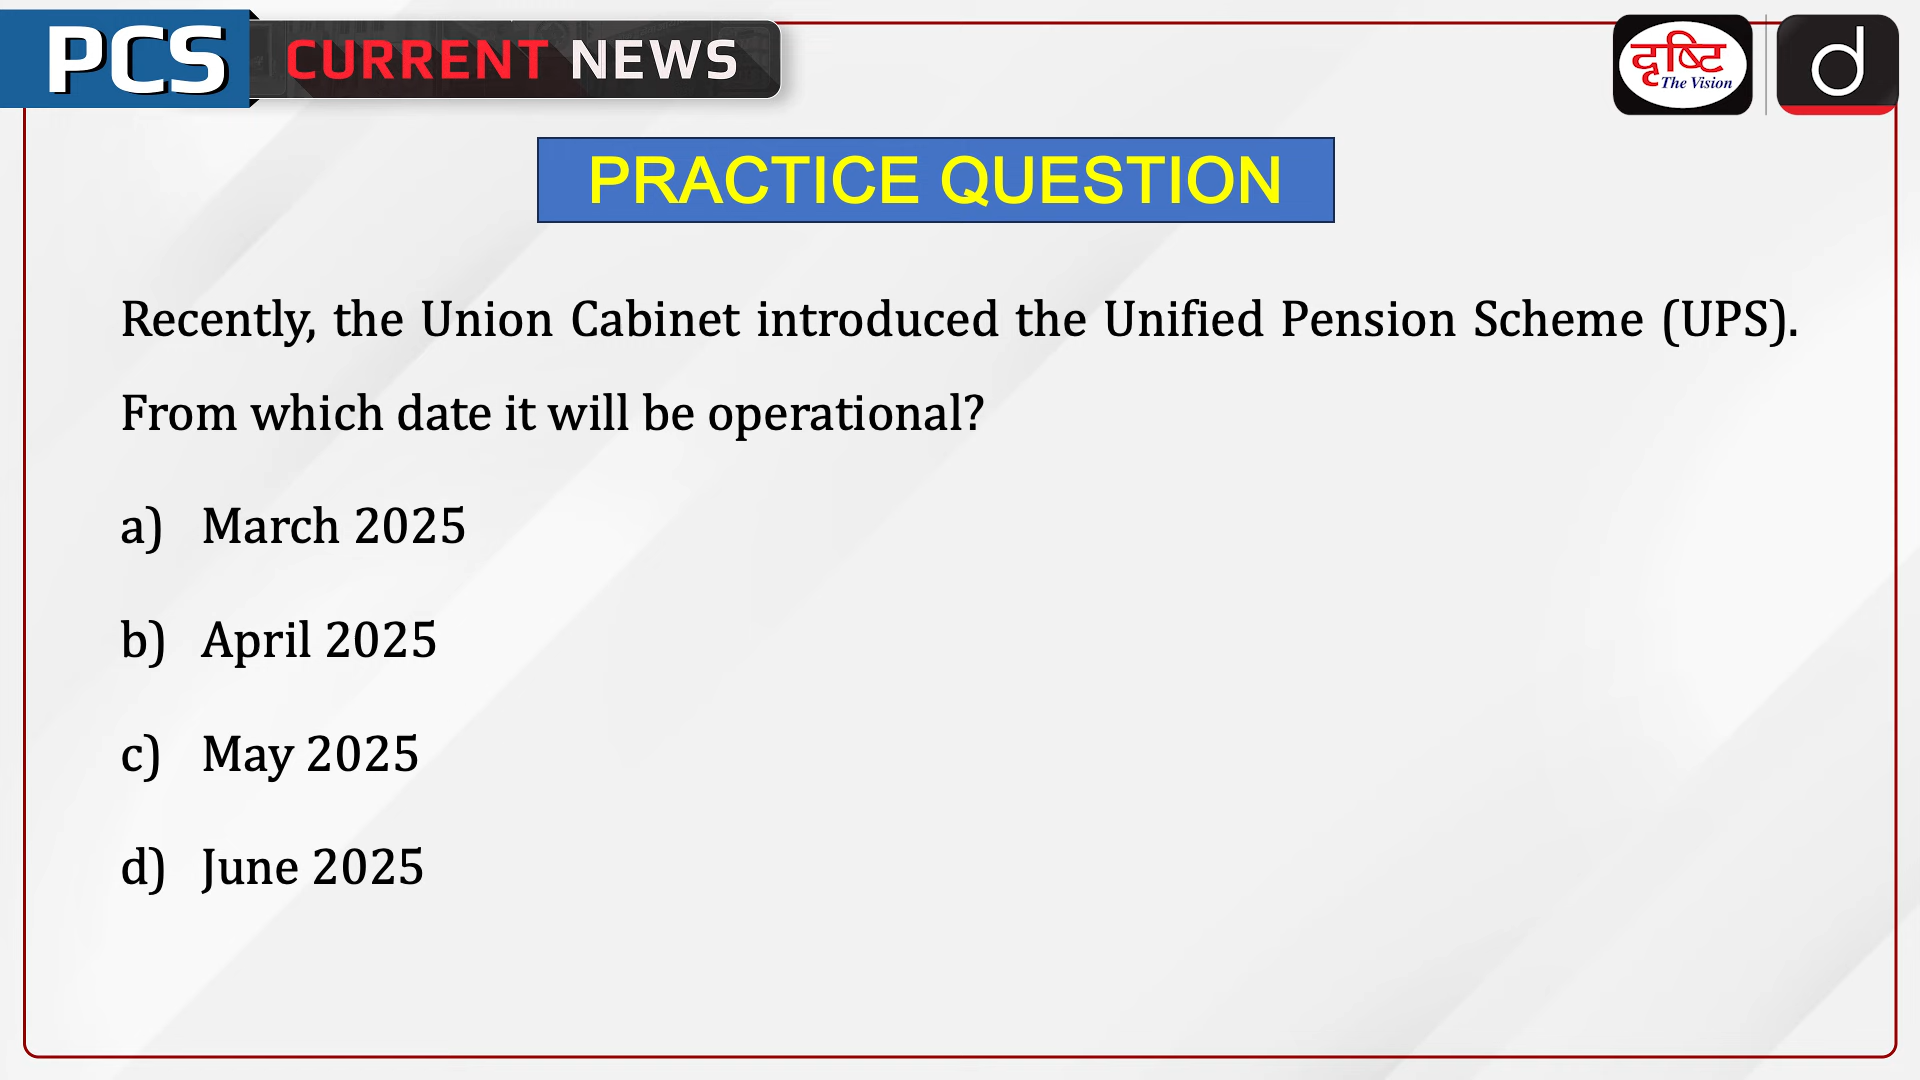 PCS CURRENT NEWS
दृष्टि
The Vision
d
PRACTICE QUESTION
Recently, the Union Cabinet introduced the Unified Pension Scheme (UPS).
From which date it will be operational?
a) March 2025
b) April 2025
c) May 2025
d) June 2025